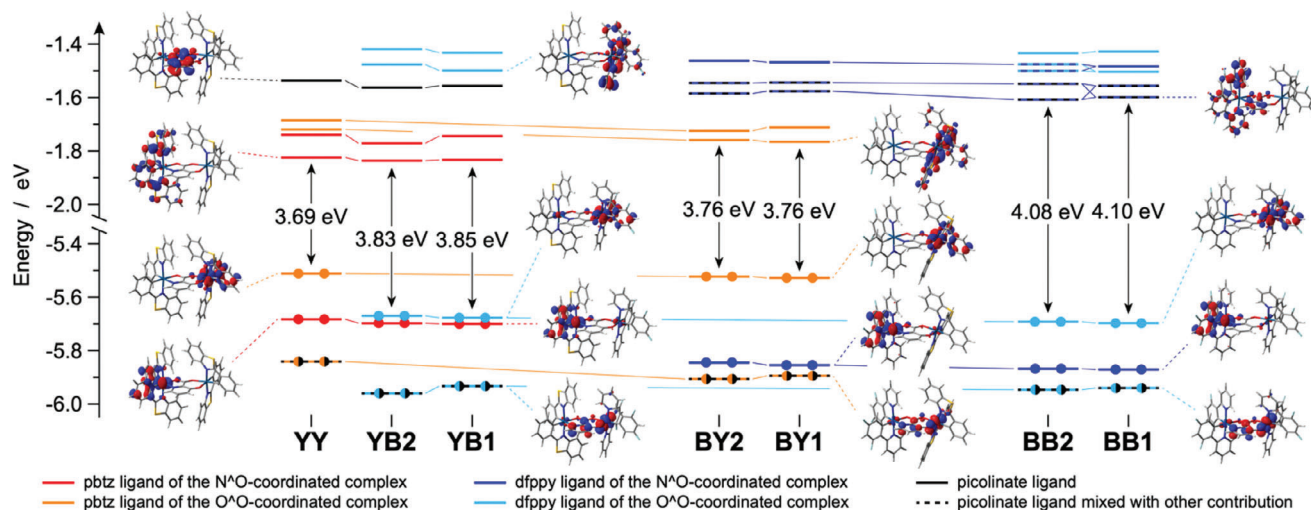 Energy / eV
-1.4
-1.6
-1.8
-2.0
-5.4
-5.6
-5.8
-6.0
3.69 eV
3.83 eV
3.85 eV
3.76 eV
3.76 eV
4.08 eV
4.10 eV
YY
YB2
YB1
BY2
BY1
BB2
BB1
pbtz ligand of the N^O-coordinated complex
pbtz ligand of the O^O-coordinated complex
dfppy ligand of the N^O-coordinated complex
dfppy ligand of the O^O-coordinated complex
picolinate ligand
picolinate ligand mixed with other contribution